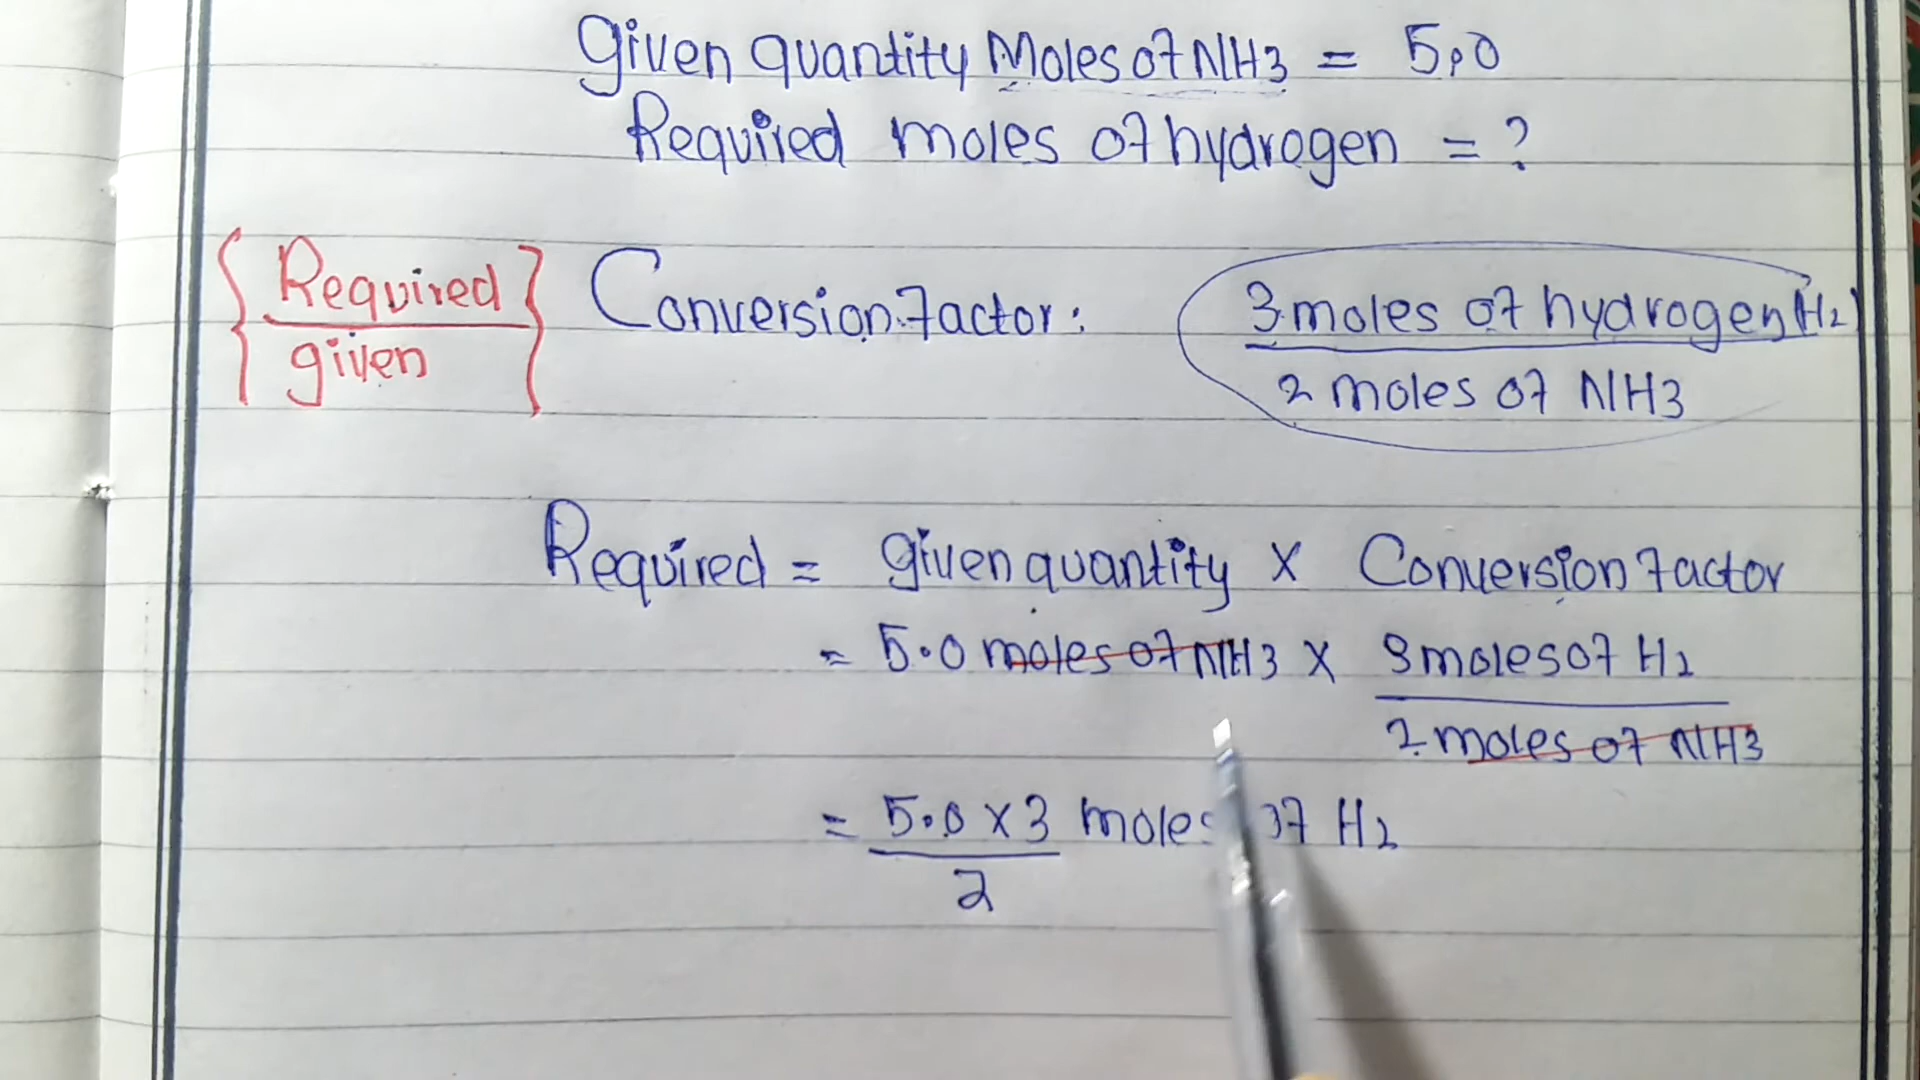 Given quantity Moles of NH3 = 5.0
Required moles of hydrogen = ?
{Required / given} Conversion factor: 3 moles of hydrogen H2
2 moles of NH3
Required = given quantity x Conversion factor
= 5.0 moles of NH3 x 3 moles of H2
2 moles of NH3
= 5.0 x 3 moles of H2
2